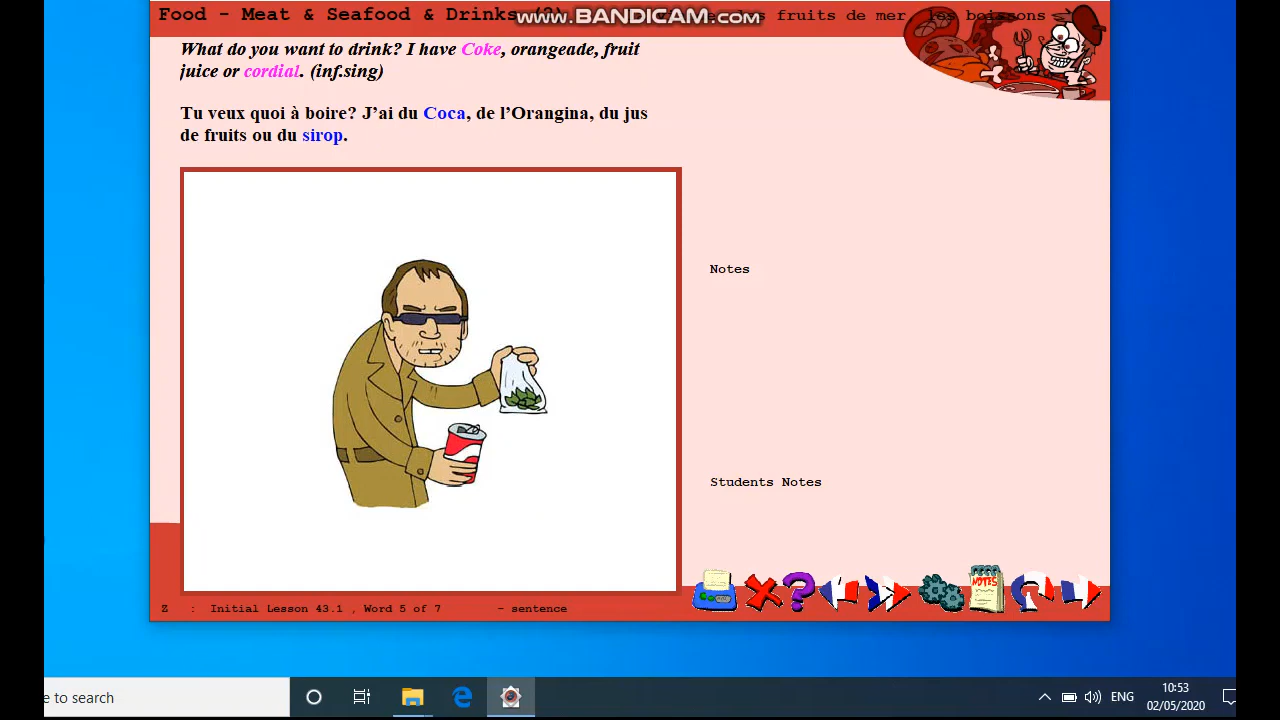 Food - Meat & Seafood & Drinks (2)
www.BANDICAM.com
des fruits de mer, les boissons
What do you want to drink? I have Coke, orangeade, fruit
juice or cordial. (inf.sing)
Tu veux quoi à boire? J’ai du Coca, de l’Orangina, du jus
de fruits ou du sirop.
Notes
Students Notes
NOTES
Z : Initial Lesson 43.1 , Word 5 of 7 - sentence
e to search
ENG
10:53
02/05/2020